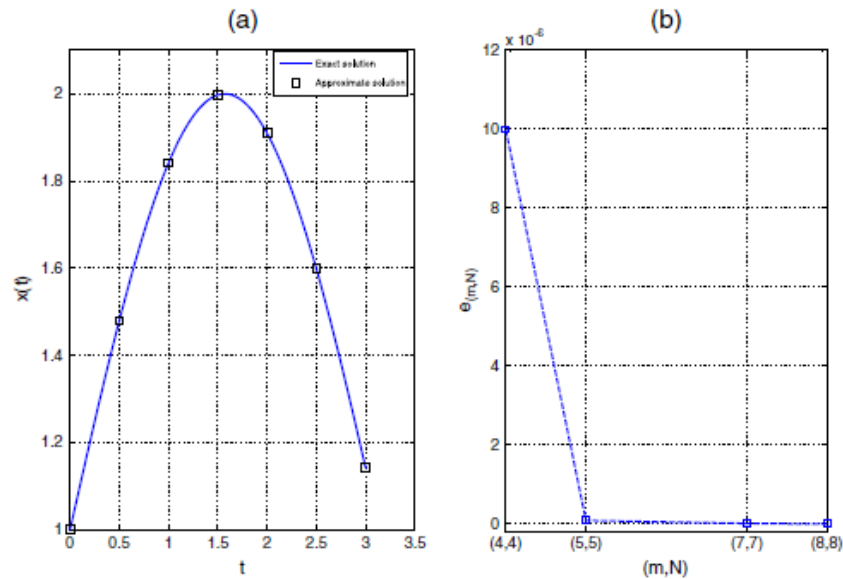 (a)
Exact solution
Approximate solution
2
1.8
1.6
1.4
1.2
1
x(t)
0 0.5 1 1.5 2 2.5 3 3.5
t
(b)
x 10⁻⁶
12
10
8
6
4
2
0
e(m,N)
(4,4) (5,5) (7,7) (8,8)
(m,N)